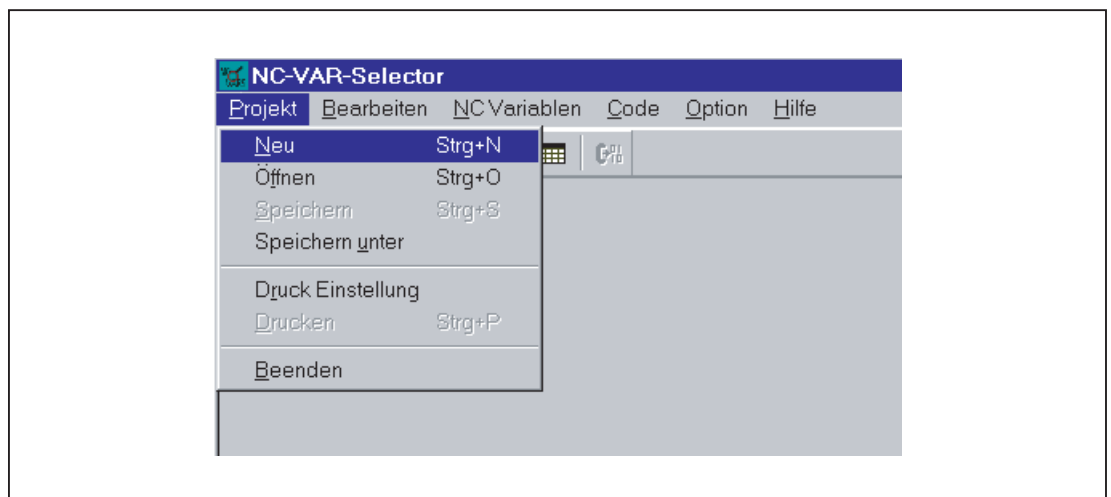 NC-VAR-Selector
Projekt Bearbeiten NC Variablen Code Option Hilfe
Neu Strg+N
Öffnen Strg+O
Speichern Strg+S
Speichern unter
Druck Einstellung
Drucken Strg+P
Beenden